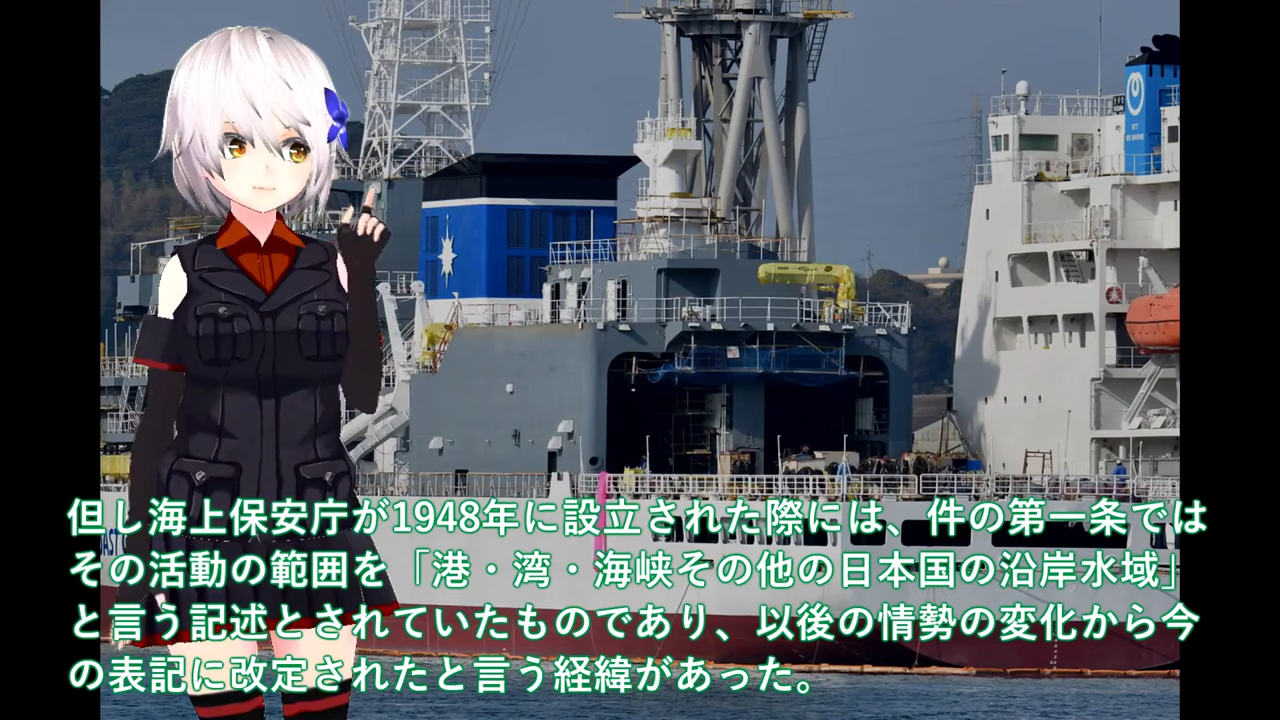 但し海上保安庁が1948年に設立された際には、件の第一条では
その活動の範囲を「港・湾・海峡その他の日本国の沿岸水域」
と言う記述とされていたものであり、以後の情勢の変化から今
の表記に改定されたと言う経緯があった。